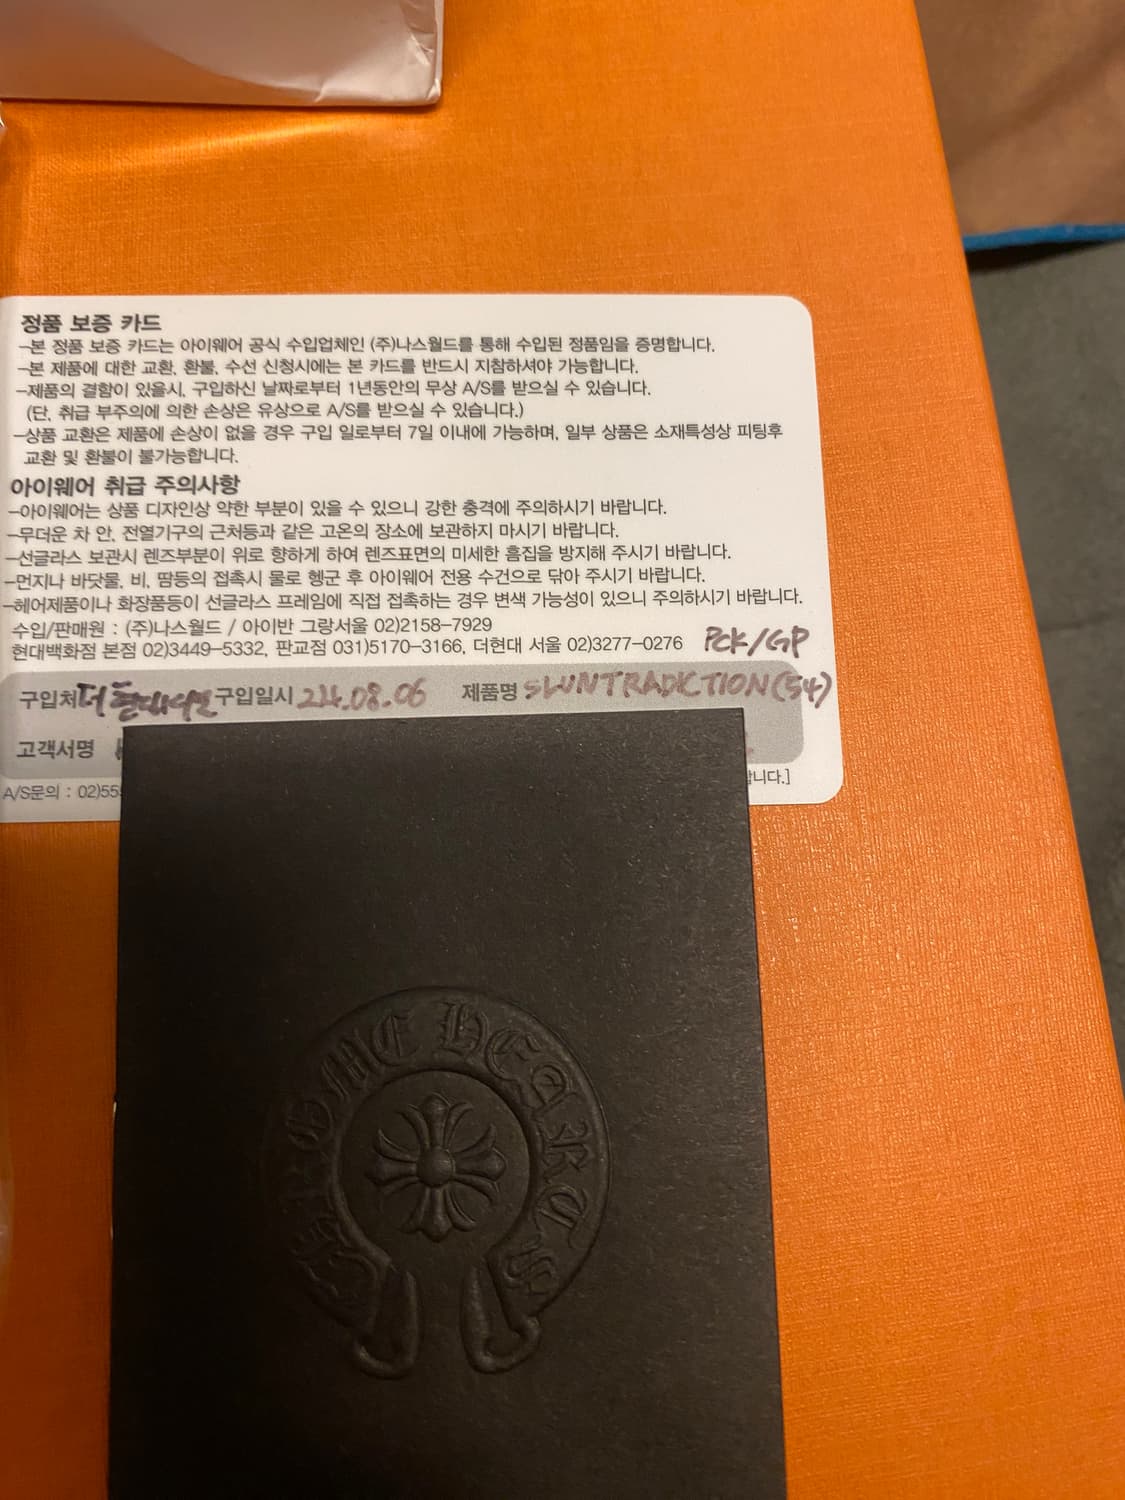 정품 보증 카드
-본 정품 보증 카드는 아이웨어 공식 수입업체인 (주)나스월드를 통해 수입된 정품임을 증명합니다.
-본 제품에 대한 교환, 환불, 수선 신청시에는 본 카드를 반드시 지참하셔야 가능합니다.
-제품의 결함이 있을시, 구입하신 날짜로부터 1년동안의 무상 A/S를 받으실 수 있습니다.
(단, 취급 부주의에 의한 손상은 유상으로 A/S를 받으실 수 있습니다.)
-상품 교환은 제품에 손상이 없을 경우 구입 일로부터 7일 이내에 가능하며, 일부 상품은 소재특성상 피팅후
교환 및 환불이 불가능합니다.
아이웨어 취급 주의사항
-아이웨어는 상품 디자인상 약한 부분이 있을 수 있으니 강한 충격에 주의하시기 바랍니다.
-무더운 차 안, 전열기구의 근처등과 같은 고온의 장소에 보관하지 마시기 바랍니다.
-선글라스 보관시 렌즈부분이 위로 향하게 하여 렌즈표면의 미세한 흠집을 방지해 주시기 바랍니다.
-먼지나 바닷물, 비, 땀등의 접촉시 물로 헹군 후 아이웨어 전용 수건으로 닦아 주시기 바랍니다.
-헤어제품이나 화장품등이 선글라스 프레임에 직접 접촉하는 경우 변색 가능성이 있으니 주의하시기 바랍니다.
수입/판매원 : (주)나스월드 / 아이반 그랑서울 02)2158-7929
현대백화점 본점 02)3449-5332, 판교점 031)5170-3166, 더현대 서울 02)3277-0276 PCK/GP
구입처 더현대서울 구입일시 24.08.06 제품명 SLUNTRADICTION(54)
고객서명
A/S문의 : 02)55
니다.]
CHROME HEARTS